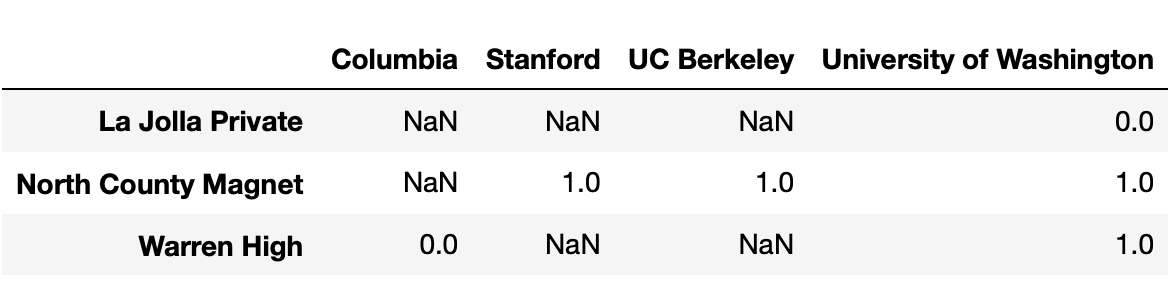 Columbia Stanford UC Berkeley University of Washington
La Jolla Private NaN NaN NaN 0.0
North County Magnet NaN 1.0 1.0 1.0
Warren High 0.0 NaN NaN 1.0